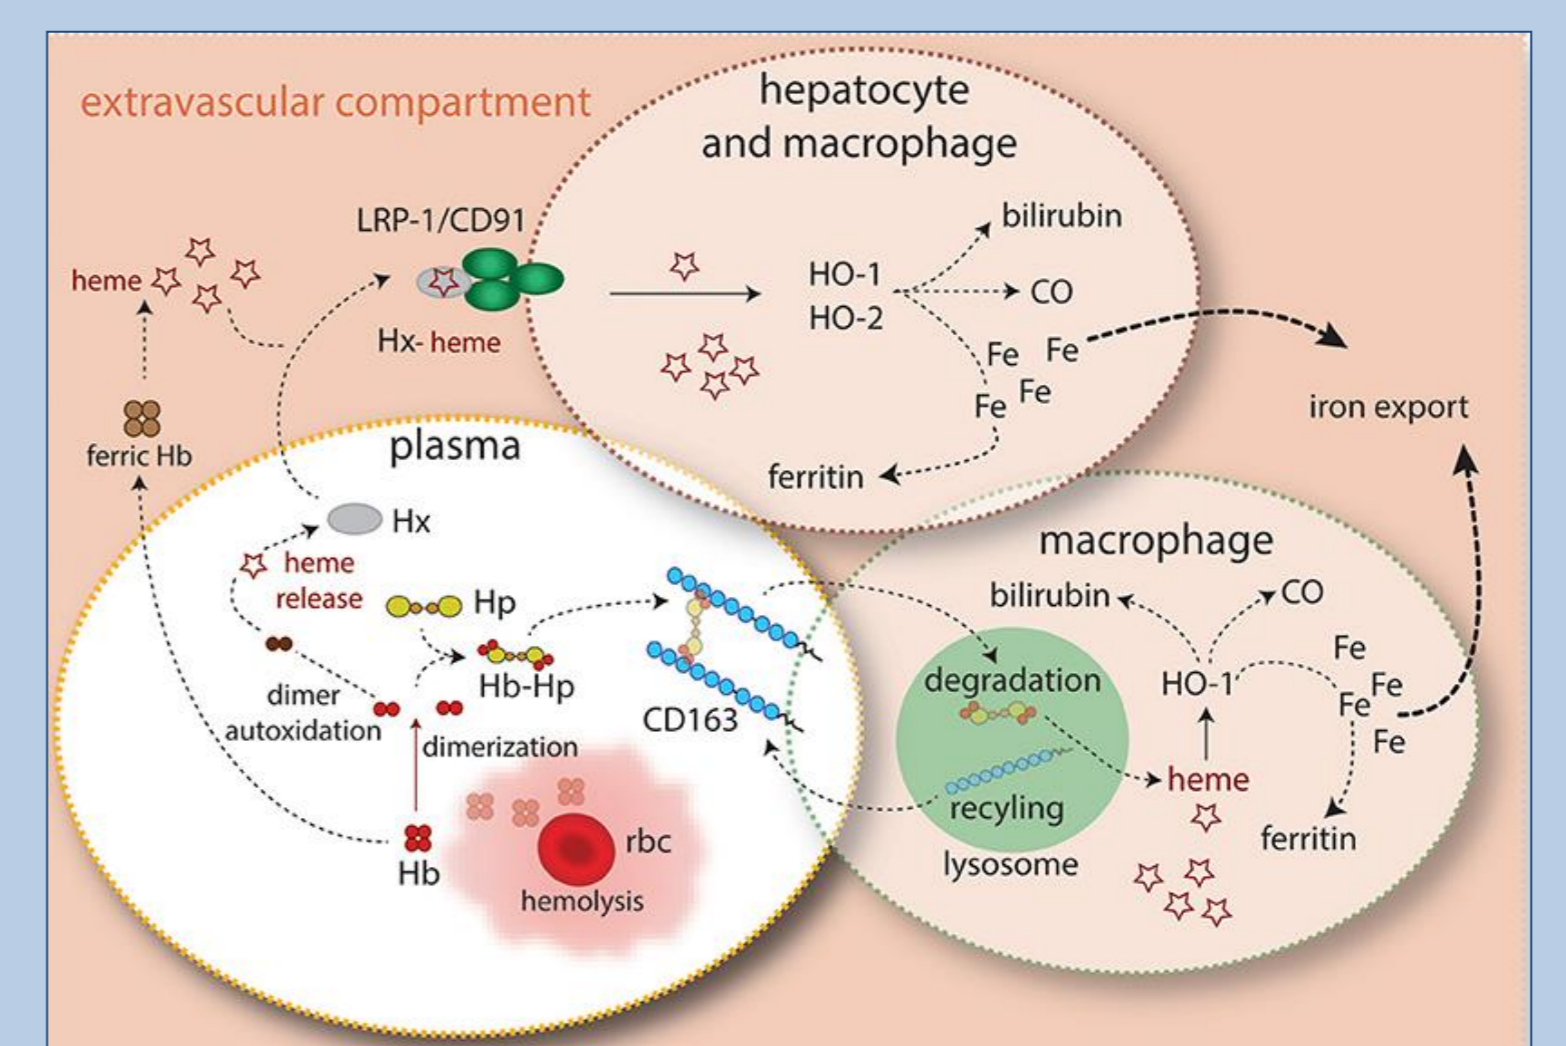 extravascular compartment
hepatocyte
and macrophage
LRP-1/CD91
heme
Hx- heme
ferric Hb
HO-1
HO-2
bilirubin
CO
Fe Fe
Fe Fe
ferritin
iron export
plasma
Hx
heme
release
Hp
Hb-Hp
dimer
autoxidation
dimerization
CD163
Hb
rbc
hemolysis
macrophage
bilirubin
CO
degradation
recyling
lysosome
HO-1
heme
Fe
Fe Fe
Fe
ferritin